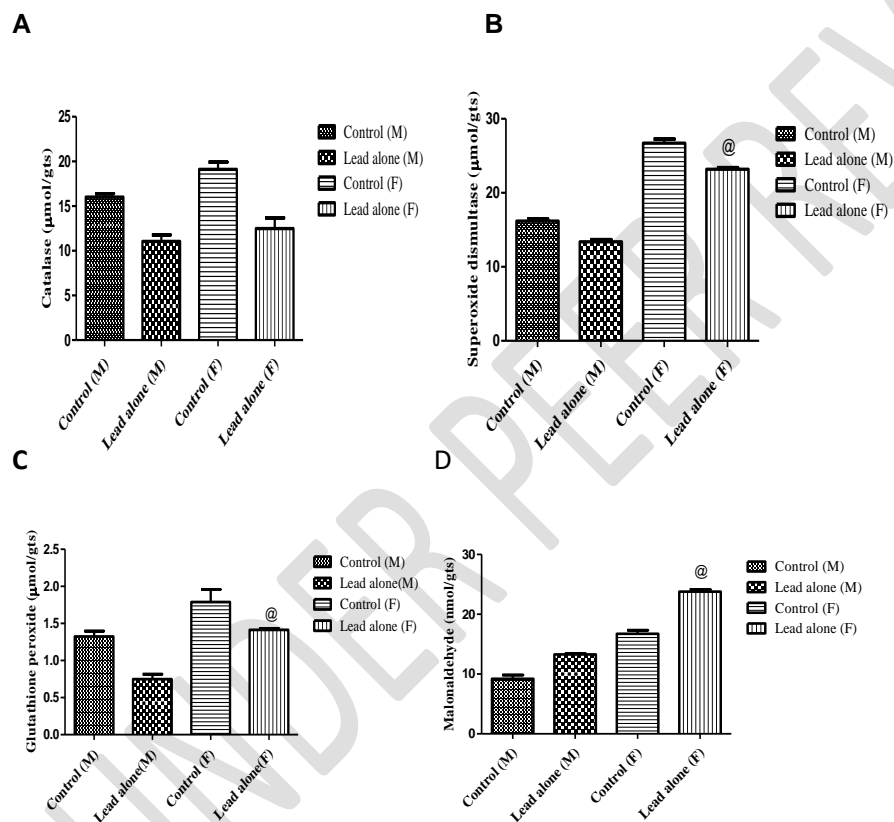 A
Catalase (µmol/gts)
25
20
15
10
5
0
Control (M)
Lead alone (M)
Control (F)
Lead alone (F)
Control (M)
Lead alone (M)
Control (F)
Lead alone (F)
B
Superoxide dismultase (µmol/gts)
30
20
10
0
@
Control (M)
Lead alone (M)
Control (F)
Lead alone (F)
Control (M)
Lead alone (M)
Control (F)
Lead alone (F)
C
Glutathione peroxide (µmol/gts)
2.5
2.0
1.5
1.0
0.5
0.0
@
Control (M)
Lead alone(M)
Control (F)
Lead alone (F)
Control (M)
Lead alone(M)
Control (F)
Lead alone(F)
D
Malonaldehyde (nmol/gts)
30
20
10
0
@
Control (M)
Lead alone (M)
Control (F)
Lead alone (F)
Control (M)
Lead alone (M)
Control (F)
Lead alone (F)
UNDER PEER REV